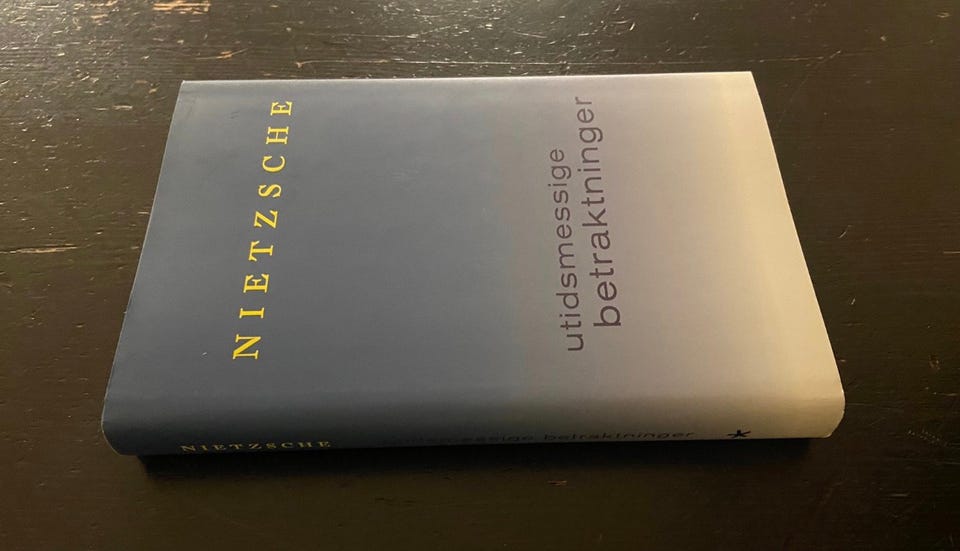 NIETZSCHE
utidsmessige
betraktninger
NIETZSCHE
utidsmessige betraktninger